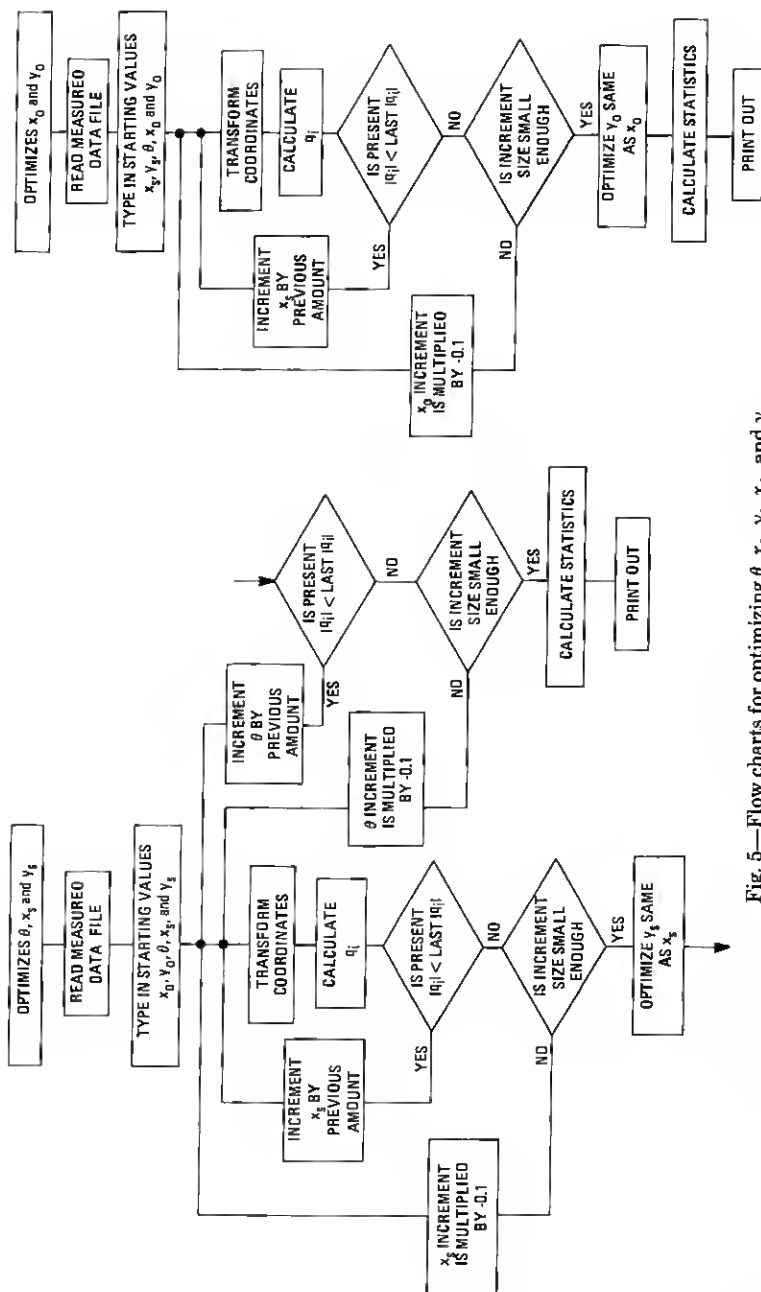 OPTIMIZES θ, xs and ys
READ MEASURED
DATA FILE
TYPE IN STARTING VALUES
x0, y0, θ, xs, and ys
TRANSFORM
COORDINATES
CALCULATE
qi
IS PRESENT
|qi| < LAST |qi|
YES
NO
INCREMENT
xs BY
PREVIOUS
AMOUNT
IS INCREMENT
SIZE SMALL
ENOUGH
NO
YES
xs INCREMENT
IS MULTIPLIED
BY -0.1
OPTIMIZE ys SAME
AS xs
IS PRESENT
|qi| < LAST |qi|
YES
NO
INCREMENT
θ BY
PREVIOUS
AMOUNT
IS INCREMENT
SIZE SMALL
ENOUGH
NO
YES
θ INCREMENT
IS MULTIPLIED
BY -0.1
CALCULATE STATISTICS
PRINT OUT
OPTIMIZES x0 and y0
READ MEASURED
DATA FILE
TYPE IN STARTING VALUES
xs, ys, θ, x0 and y0
TRANSFORM
COORDINATES
CALCULATE
qi
IS PRESENT
|qi| < LAST |qi|
YES
NO
INCREMENT
xs BY
PREVIOUS
AMOUNT
IS INCREMENT
SIZE SMALL
ENOUGH
NO
YES
x0 INCREMENT
IS MULTIPLIED
BY -0.1
OPTIMIZE y0 SAME
AS x0
CALCULATE STATISTICS
PRINT OUT
Fig. 5—Flow charts for optimizing θ,